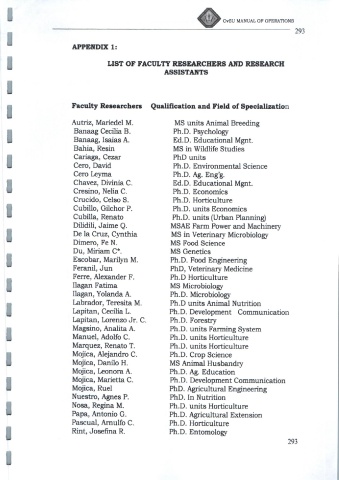 CvSU MANUAL OF OPERATIONS
293
APPENDIX 1:
LIST OF FACULTY RESEARCHERS AND RESEARCH
ASSISTANTS
Faculty Researchers Qualification and Field of Specialization
Autriz, Mariedel M. MS units Animal Breeding
Banaag Cecilia B. Ph.D. Psychology
Banaag, Isaias A. Ed.D. Educational Mgnt.
Bahia, Resin MS in Wildlife Studies
Cariaga, Cezar PhD units
Cero, David Ph.D. Environmental Science
Cero Leyma Ph.D. Ag. Eng'g.
Chavez, Divinia C. Ed.D. Educational Mgnt.
Cresino, Nelia C. Ph.D. Economics
Crucido, Celso S. Ph.D. Horticulture
Cubillo, Gilchor P. Ph.D. units Economics
Cubilla, Renato Ph.D. units (Urban Planning)
Dilidili, Jaime Q. MSAE Farm Power and Machinery
De la Cruz, Cynthia MS in Veterinary Microbiology
Dimero, Fe N. MS Food Science
Du, Miriam C*. MS Genetics
Escobar, Marilyn M. Ph.D. Food Engineering
Feranil, Jun PhD, Veterinary Medicine
Ferre, Alexander F. Ph.D Horticulture
Ilagan Fatima MS Microbiology
Ilagan, Yolanda A. Ph.D. Microbiology
Labrador, Teresita M. Ph.D units Animal Nutrition
Lapitan, Cecilia L. Ph.D. Development Communication
Lapitan, Lorenzo Jr. C. Ph.D. Forestry
Magsino, Analita A. Ph.D. units Farming System
Manuel, Adolfo C. Ph.D. units Horticulture
Marquez, Renato T. Ph.D. units Horticulture
Mojica, Alejandro C. Ph.D. Crop Science
Mojica, Danilo H. MS Animal Husbandry
Mojica, Leonora A. Ph.D. Ag. Education
Mojica, Marietta C. Ph.D. Development Communication
Mojica, Ruel PhD. Agricultural Engineering
Nuestro, Agnes P. PhD. In Nutrition
Nosa, Regina M. Ph.D. units Horticulture
Papa, Antonio G. Ph.D. Agricultural Extension
Pascual, Arnulfo C. Ph.D. Horticulture
Rint, Josefina R. Ph.D. Entomology
293